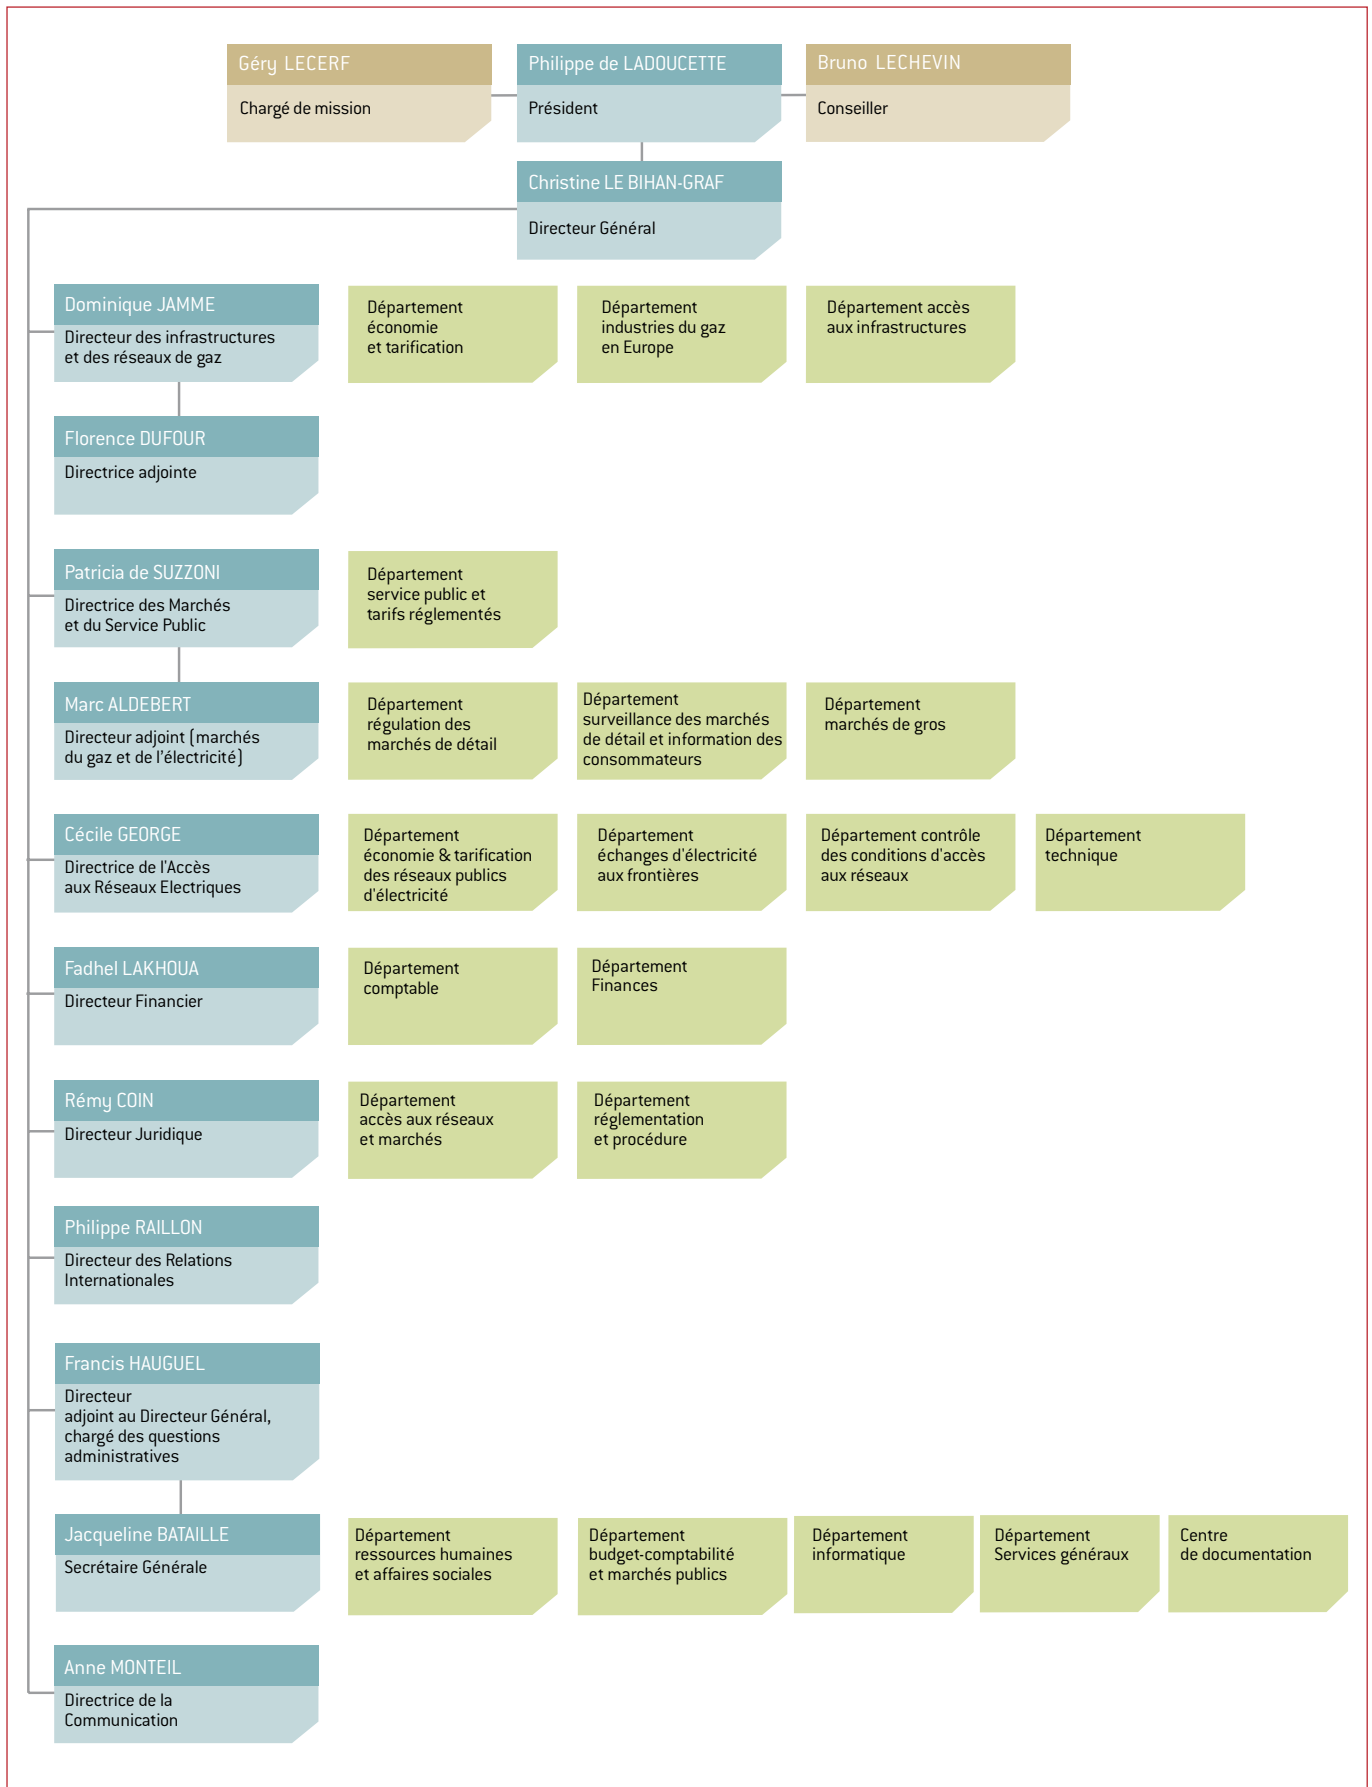 Géry LECERF
Chargé de mission
Philippe de LADOUCETTE
Président
Bruno LECHEVIN
Conseiller
Christine LE BIHAN-GRAF
Directeur Général
Dominique JAMME
Directeur des infrastructures
et des réseaux de gaz
Département
économie
et tarification
Département
industries du gaz
en Europe
Département accès
aux infrastructures
Florence DUFOUR
Directrice adjointe
Patricia de SUZZONI
Directrice des Marchés
et du Service Public
Département
service public et
tarifs réglementés
Marc ALDEBERT
Directeur adjoint (marchés
du gaz et de l'électricité)
Département
régulation des
marchés de détail
Département
surveillance des marchés
de détail et information des
consommateurs
Département
marchés de gros
Cécile GEORGE
Directrice de l'Accès
aux Réseaux Electriques
Département
économie & tarification
des réseaux publics
d'électricité
Département
échanges d'électricité
aux frontières
Département contrôle
des conditions d'accès
aux réseaux
Département
technique
Fadhel LAKHOUA
Directeur Financier
Département
comptable
Département
Finances
Rémy COIN
Directeur Juridique
Département
accès aux réseaux
et marchés
Département
réglementation
et procédure
Philippe RAILLON
Directeur des Relations
Internationales
Francis HAUGUEL
Directeur
adjoint au Directeur Général,
chargé des questions
administratives
Jacqueline BATAILLE
Secrétaire Générale
Département
ressources humaines
et affaires sociales
Département
budget-comptabilité
et marchés publics
Département
informatique
Département
Services généraux
Centre
de documentation
Anne MONTEIL
Directrice de la
Communication